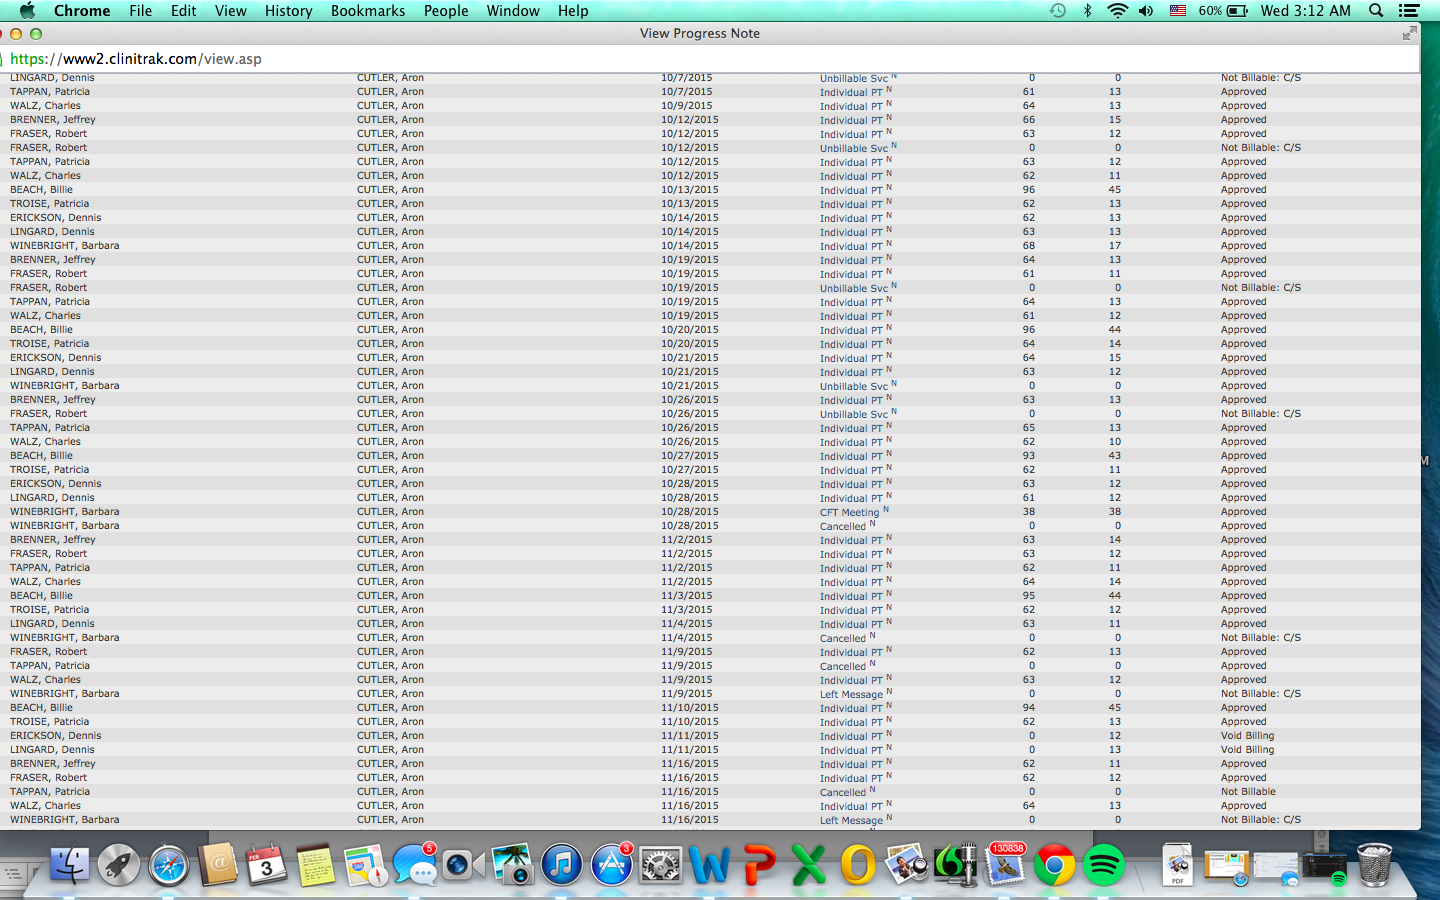 Chrome File Edit View History Bookmarks People Window Help 60% Wed 3:12 AM
View Progress Note
https://www2.clinitrak.com/view.asp
LINGARD, Dennis CUTLER, Aron 10/7/2015 Unbillable Svc N 0 0 Not Billable: C/S
TAPPAN, Patricia CUTLER, Aron 10/7/2015 Individual PT N 61 13 Approved
WALZ, Charles CUTLER, Aron 10/9/2015 Individual PT N 64 13 Approved
BRENNER, Jeffrey CUTLER, Aron 10/12/2015 Individual PT N 66 15 Approved
FRASER, Robert CUTLER, Aron 10/12/2015 Individual PT N 63 12 Approved
FRASER, Robert CUTLER, Aron 10/12/2015 Unbillable Svc N 0 0 Not Billable: C/S
TAPPAN, Patricia CUTLER, Aron 10/12/2015 Individual PT N 63 12 Approved
WALZ, Charles CUTLER, Aron 10/12/2015 Individual PT N 62 11 Approved
BEACH, Billie CUTLER, Aron 10/13/2015 Individual PT N 96 45 Approved
TROISE, Patricia CUTLER, Aron 10/13/2015 Individual PT N 62 13 Approved
ERICKSON, Dennis CUTLER, Aron 10/14/2015 Individual PT N 62 13 Approved
LINGARD, Dennis CUTLER, Aron 10/14/2015 Individual PT N 63 13 Approved
WINEBRIGHT, Barbara CUTLER, Aron 10/14/2015 Individual PT N 68 17 Approved
BRENNER, Jeffrey CUTLER, Aron 10/19/2015 Individual PT N 64 13 Approved
FRASER, Robert CUTLER, Aron 10/19/2015 Individual PT N 61 11 Approved
FRASER, Robert CUTLER, Aron 10/19/2015 Unbillable Svc N 0 0 Not Billable: C/S
TAPPAN, Patricia CUTLER, Aron 10/19/2015 Individual PT N 64 13 Approved
WALZ, Charles CUTLER, Aron 10/19/2015 Individual PT N 61 12 Approved
BEACH, Billie CUTLER, Aron 10/20/2015 Individual PT N 96 44 Approved
TROISE, Patricia CUTLER, Aron 10/20/2015 Individual PT N 64 14 Approved
ERICKSON, Dennis CUTLER, Aron 10/21/2015 Individual PT N 64 15 Approved
LINGARD, Dennis CUTLER, Aron 10/21/2015 Individual PT N 63 12 Approved
WINEBRIGHT, Barbara CUTLER, Aron 10/21/2015 Unbillable Svc N 0 0 Approved
BRENNER, Jeffrey CUTLER, Aron 10/26/2015 Individual PT N 63 13 Approved
FRASER, Robert CUTLER, Aron 10/26/2015 Unbillable Svc N 0 0 Not Billable: C/S
TAPPAN, Patricia CUTLER, Aron 10/26/2015 Individual PT N 65 13 Approved
WALZ, Charles CUTLER, Aron 10/26/2015 Individual PT N 62 10 Approved
BEACH, Billie CUTLER, Aron 10/27/2015 Individual PT N 93 43 Approved
TROISE, Patricia CUTLER, Aron 10/27/2015 Individual PT N 62 11 Approved
ERICKSON, Dennis CUTLER, Aron 10/28/2015 Individual PT N 63 12 Approved
LINGARD, Dennis CUTLER, Aron 10/28/2015 Individual PT N 61 12 Approved
WINEBRIGHT, Barbara CUTLER, Aron 10/28/2015 CFT Meeting N 38 38 Approved
WINEBRIGHT, Barbara CUTLER, Aron 10/28/2015 Cancelled N 0 0 Approved
BRENNER, Jeffrey CUTLER, Aron 11/2/2015 Individual PT N 63 14 Approved
FRASER, Robert CUTLER, Aron 11/2/2015 Individual PT N 63 12 Approved
TAPPAN, Patricia CUTLER, Aron 11/2/2015 Individual PT N 62 11 Approved
WALZ, Charles CUTLER, Aron 11/2/2015 Individual PT N 64 14 Approved
BEACH, Billie CUTLER, Aron 11/3/2015 Individual PT N 95 44 Approved
TROISE, Patricia CUTLER, Aron 11/3/2015 Individual PT N 62 12 Approved
LINGARD, Dennis CUTLER, Aron 11/4/2015 Individual PT N 63 11 Approved
WINEBRIGHT, Barbara CUTLER, Aron 11/4/2015 Cancelled N 0 0 Not Billable: C/S
FRASER, Robert CUTLER, Aron 11/9/2015 Individual PT N 62 13 Approved
TAPPAN, Patricia CUTLER, Aron 11/9/2015 Cancelled N 0 0 Approved
WALZ, Charles CUTLER, Aron 11/9/2015 Individual PT N 63 12 Approved
WINEBRIGHT, Barbara CUTLER, Aron 11/9/2015 Left Message N 0 0 Not Billable: C/S
BEACH, Billie CUTLER, Aron 11/10/2015 Individual PT N 94 45 Approved
TROISE, Patricia CUTLER, Aron 11/10/2015 Individual PT N 62 13 Approved
ERICKSON, Dennis CUTLER, Aron 11/11/2015 Individual PT N 0 12 Void Billing
LINGARD, Dennis CUTLER, Aron 11/11/2015 Individual PT N 0 13 Void Billing
BRENNER, Jeffrey CUTLER, Aron 11/16/2015 Individual PT N 62 11 Approved
FRASER, Robert CUTLER, Aron 11/16/2015 Individual PT N 62 12 Approved
TAPPAN, Patricia CUTLER, Aron 11/16/2015 Cancelled N 0 0 Not Billable
WALZ, Charles CUTLER, Aron 11/16/2015 Individual PT N 64 13 Approved
WINEBRIGHT, Barbara CUTLER, Aron 11/16/2015 Left Message N 0 0 Not Billable: C/S
M
FEB 3 5 3 130838 PDF